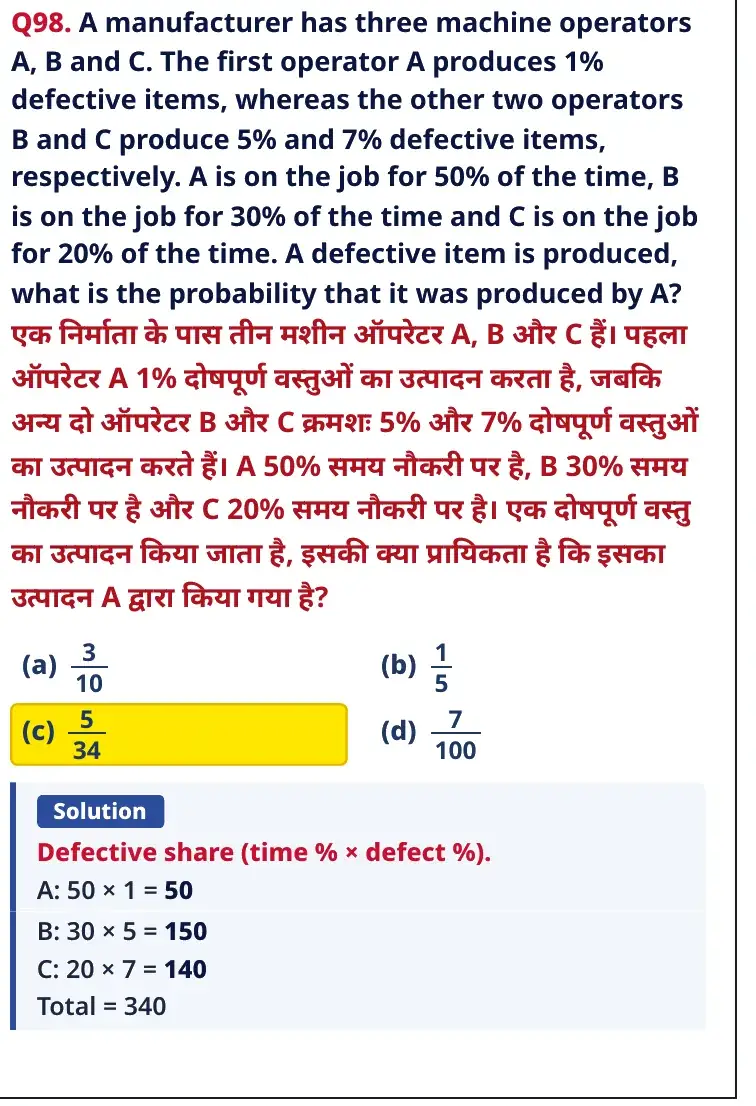 Q98. A manufacturer has three machine operators
A, B and C. The first operator A produces 1%
defective items, whereas the other two operators
B and C produce 5% and 7% defective items,
respectively. A is on the job for 50% of the time, B
is on the job for 30% of the time and C is on the job
for 20% of the time. A defective item is produced,
what is the probability that it was produced by A?
एक निर्माता के पास तीन मशीन ऑपरेटर A, B और C हैं। पहला
ऑपरेटर A 1% दोषपूर्ण वस्तुओं का उत्पादन करता है, जबकि
अन्य दो ऑपरेटर B और C क्रमशः 5% और 7% दोषपूर्ण वस्तुओं
का उत्पादन करते हैं। A 50% समय नौकरी पर है, B 30% समय
नौकरी पर है और C 20% समय नौकरी पर है। एक दोषपूर्ण वस्तु
का उत्पादन किया जाता है, इसकी क्या प्रायिकता है कि इसका
उत्पादन A द्वारा किया गया है?
(a) 3/10 (b) 1/5
(c) 5/34 (d) 7/100
Solution
Defective share (time % × defect %).
A: 50 × 1 = 50
B: 30 × 5 = 150
C: 20 × 7 = 140
Total = 340